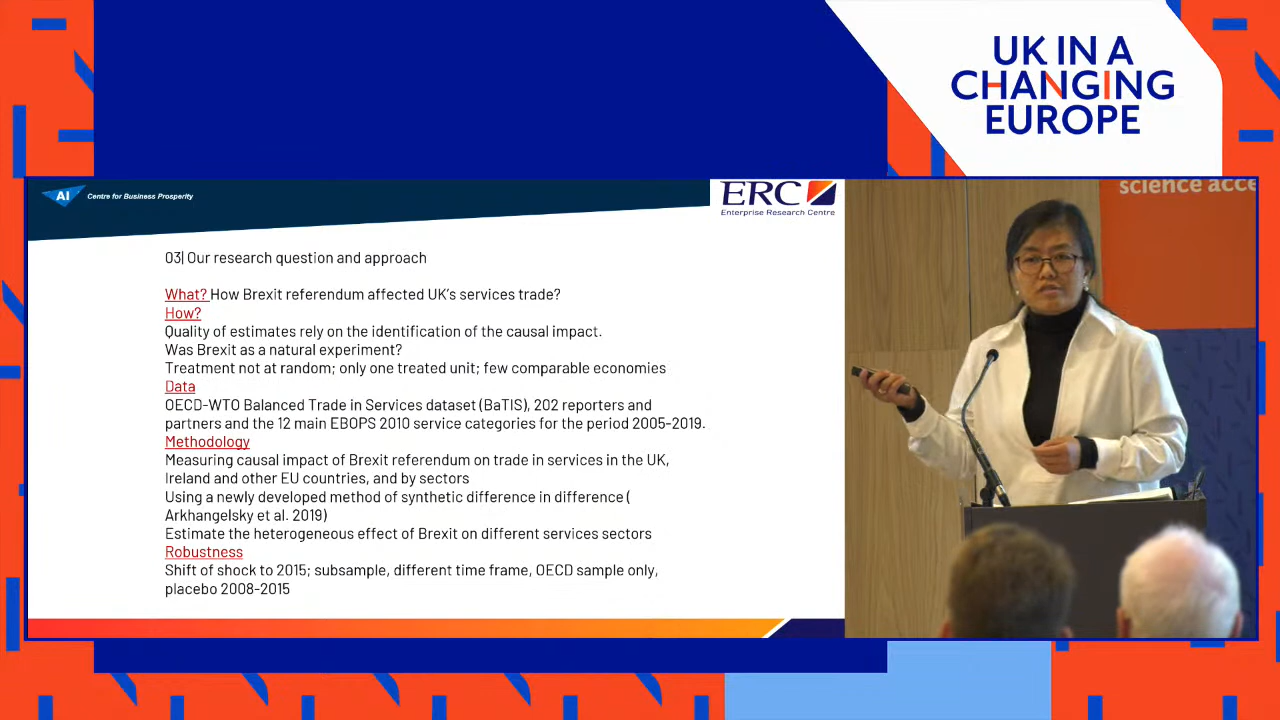 UK IN A
CHANGING
EUROPE
AI
Centre for Business Prosperity
ERC
Enterprise Research Centre
science acce
03| Our research question and approach
What? How Brexit referendum affected UK's services trade?
How?
Quality of estimates rely on the identification of the causal impact.
Was Brexit as a natural experiment?
Treatment not at random; only one treated unit; few comparable economies
Data
OECD-WTO Balanced Trade in Services dataset (BaTIS), 202 reporters and
partners and the 12 main EBOPS 2010 service categories for the period 2005-2019.
Methodology
Measuring causal impact of Brexit referendum on trade in services in the UK,
Ireland and other EU countries, and by sectors
Using a newly developed method of synthetic difference in difference (
Arkhangelsky et al. 2019)
Estimate the heterogeneous effect of Brexit on different services sectors
Robustness
Shift of shock to 2015; subsample, different time frame, OECD sample only,
placebo 2008-2015